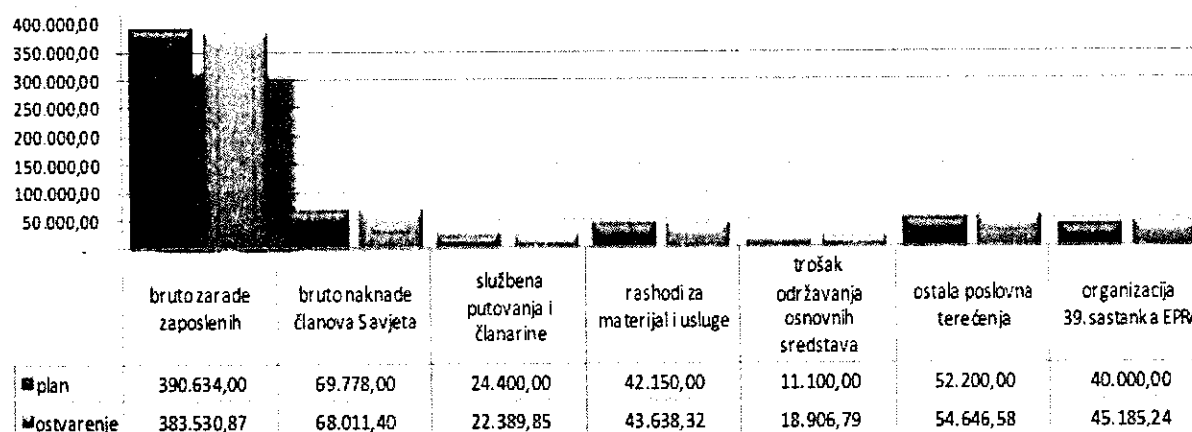 400.000,00
350.000,00
300.000,00
250.000,00
200.000,00
150.000,00
100.000,00
50.000,00
-
bruto zarade zaposlenih
bruto naknade članova Savjeta
službena putovanja i članarine
rashodi za materijal i usluge
trošak održavanja osnovnih sredstava
ostala poslovna terećenja
organizacija 39.sastanka EPRA
plan 390.634,00 69.778,00 24.400,00 42.150,00 11.100,00 52.200,00 40.000,00
ostvarenje 383.530,87 68.011,40 22.389,85 43.638,32 18.906,79 54.646,58 45.185,24